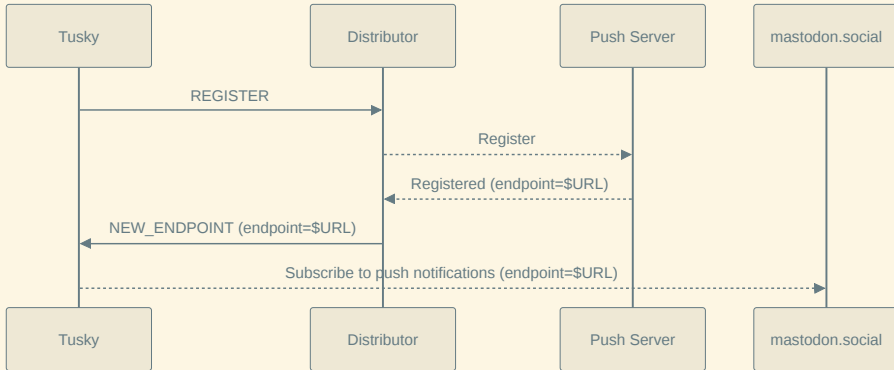 Tusky
Distributor
Push Server
mastodon.social
REGISTER
Register
Registered (endpoint=$URL)
NEW_ENDPOINT (endpoint=$URL)
Subscribe to push notifications (endpoint=$URL)
Tusky
Distributor
Push Server
mastodon.social